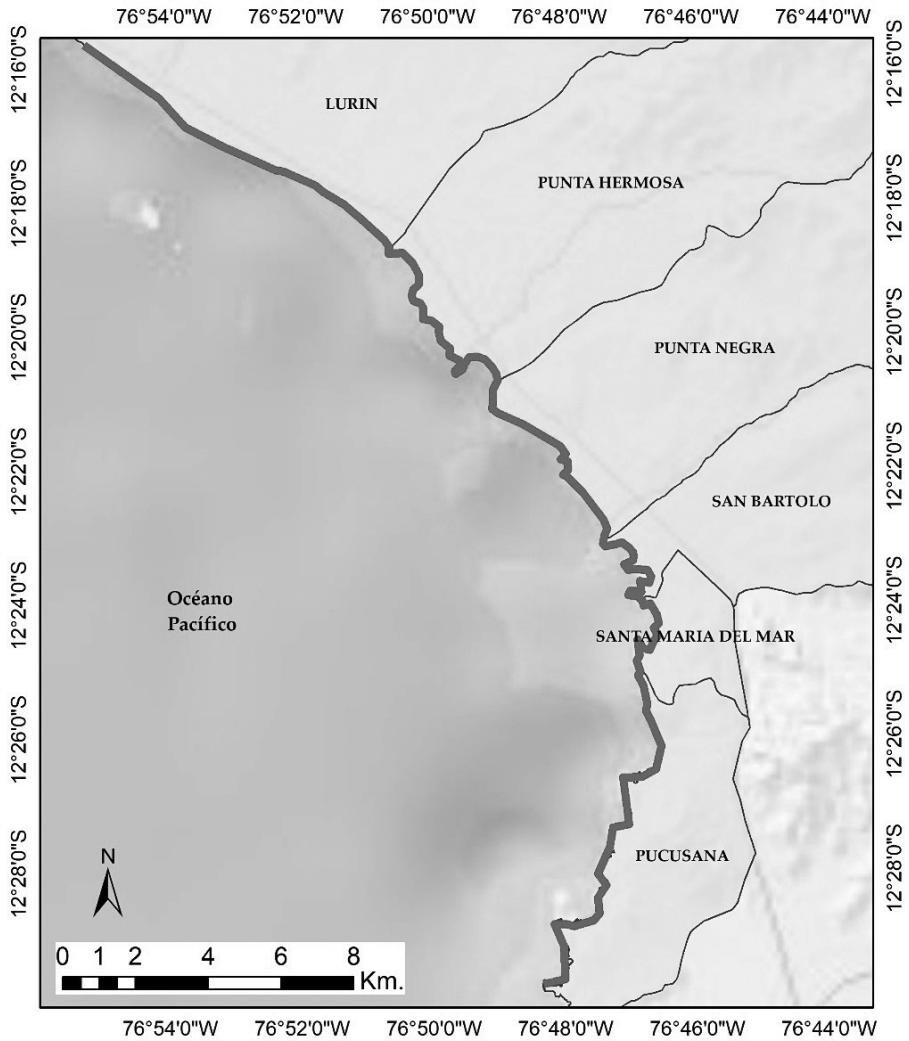 76°54'0"W 76°52'0"W 76°50'0"W 76°48'0"W 76°46'0"W 76°44'0"W
12°16'0"S
12°16'0"S
LURIN
PUNTA HERMOSA
12°18'0"S
12°18'0"S
12°20'0"S
12°20'0"S
PUNTA NEGRA
12°22'0"S
12°22'0"S
SAN BARTOLO
12°24'0"S
12°24'0"S
Océano
Pacífico
SANTA MARIA DEL MAR
12°26'0"S
12°26'0"S
PUCUSANA
12°28'0"S
12°28'0"S
N
0 1 2 4 6 8
Km.
76°54'0"W 76°52'0"W 76°50'0"W 76°48'0"W 76°46'0"W 76°44'0"W